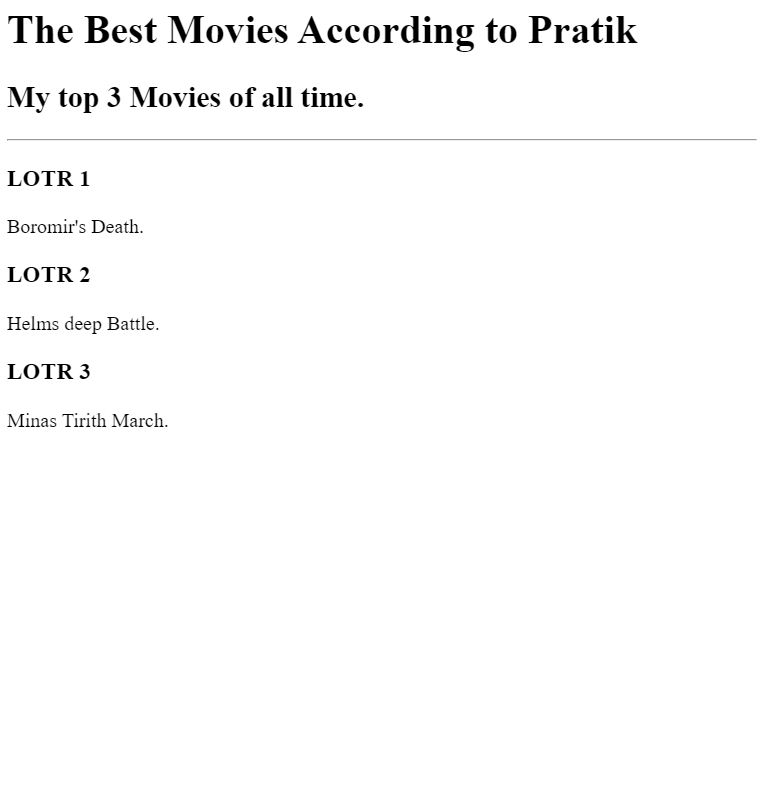 The Best Movies According to Pratik
My top 3 Movies of all time.
LOTR 1
Boromir's Death.
LOTR 2
Helms deep Battle.
LOTR 3
Minas Tirith March.